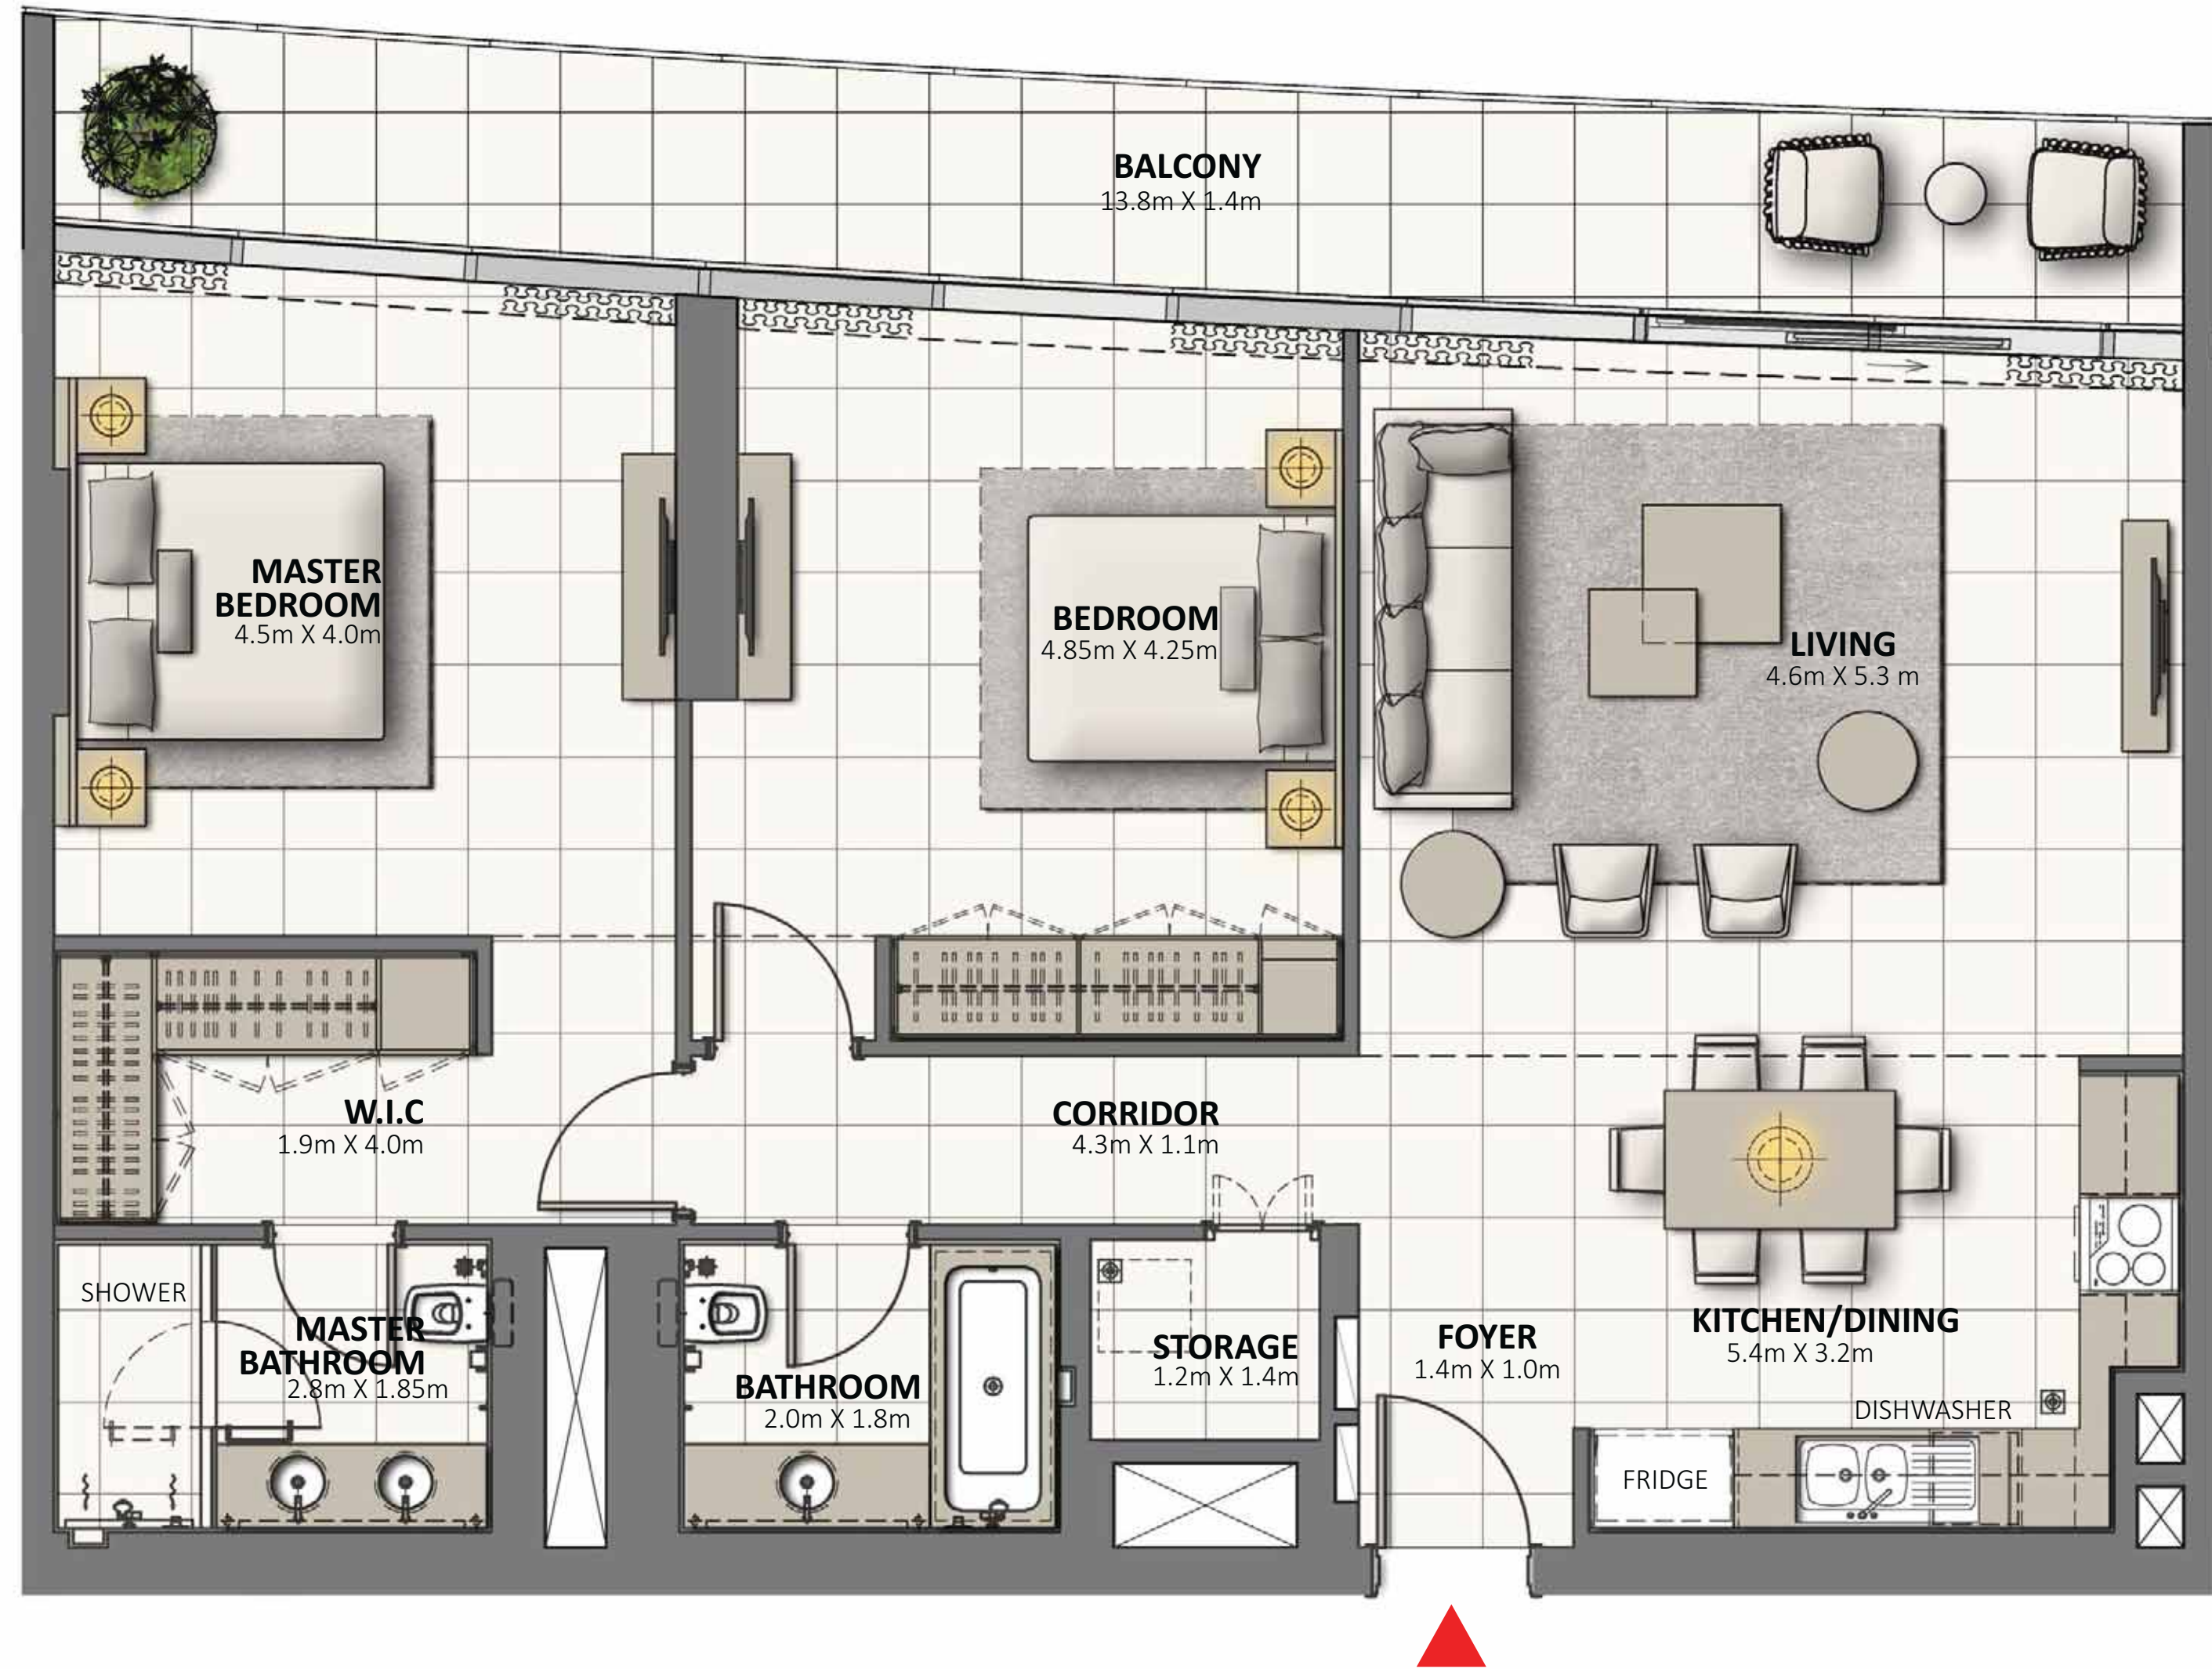 BALCONY
13.8m X 1.4m
MASTER
BEDROOM
4.5m X 4.0m
BEDROOM
4.85m X 4.25m
LIVING
4.6m X 5.3 m
W.I.C
1.9m X 4.0m
CORRIDOR
4.3m X 1.1m
SHOWER
MASTER
BATHROOM
2.8m X 1.85m
BATHROOM
2.0m X 1.8m
STORAGE
1.2m X 1.4m
FOYER
1.4m X 1.0m
KITCHEN/DINING
5.4m X 3.2m
DISHWASHER
FRIDGE